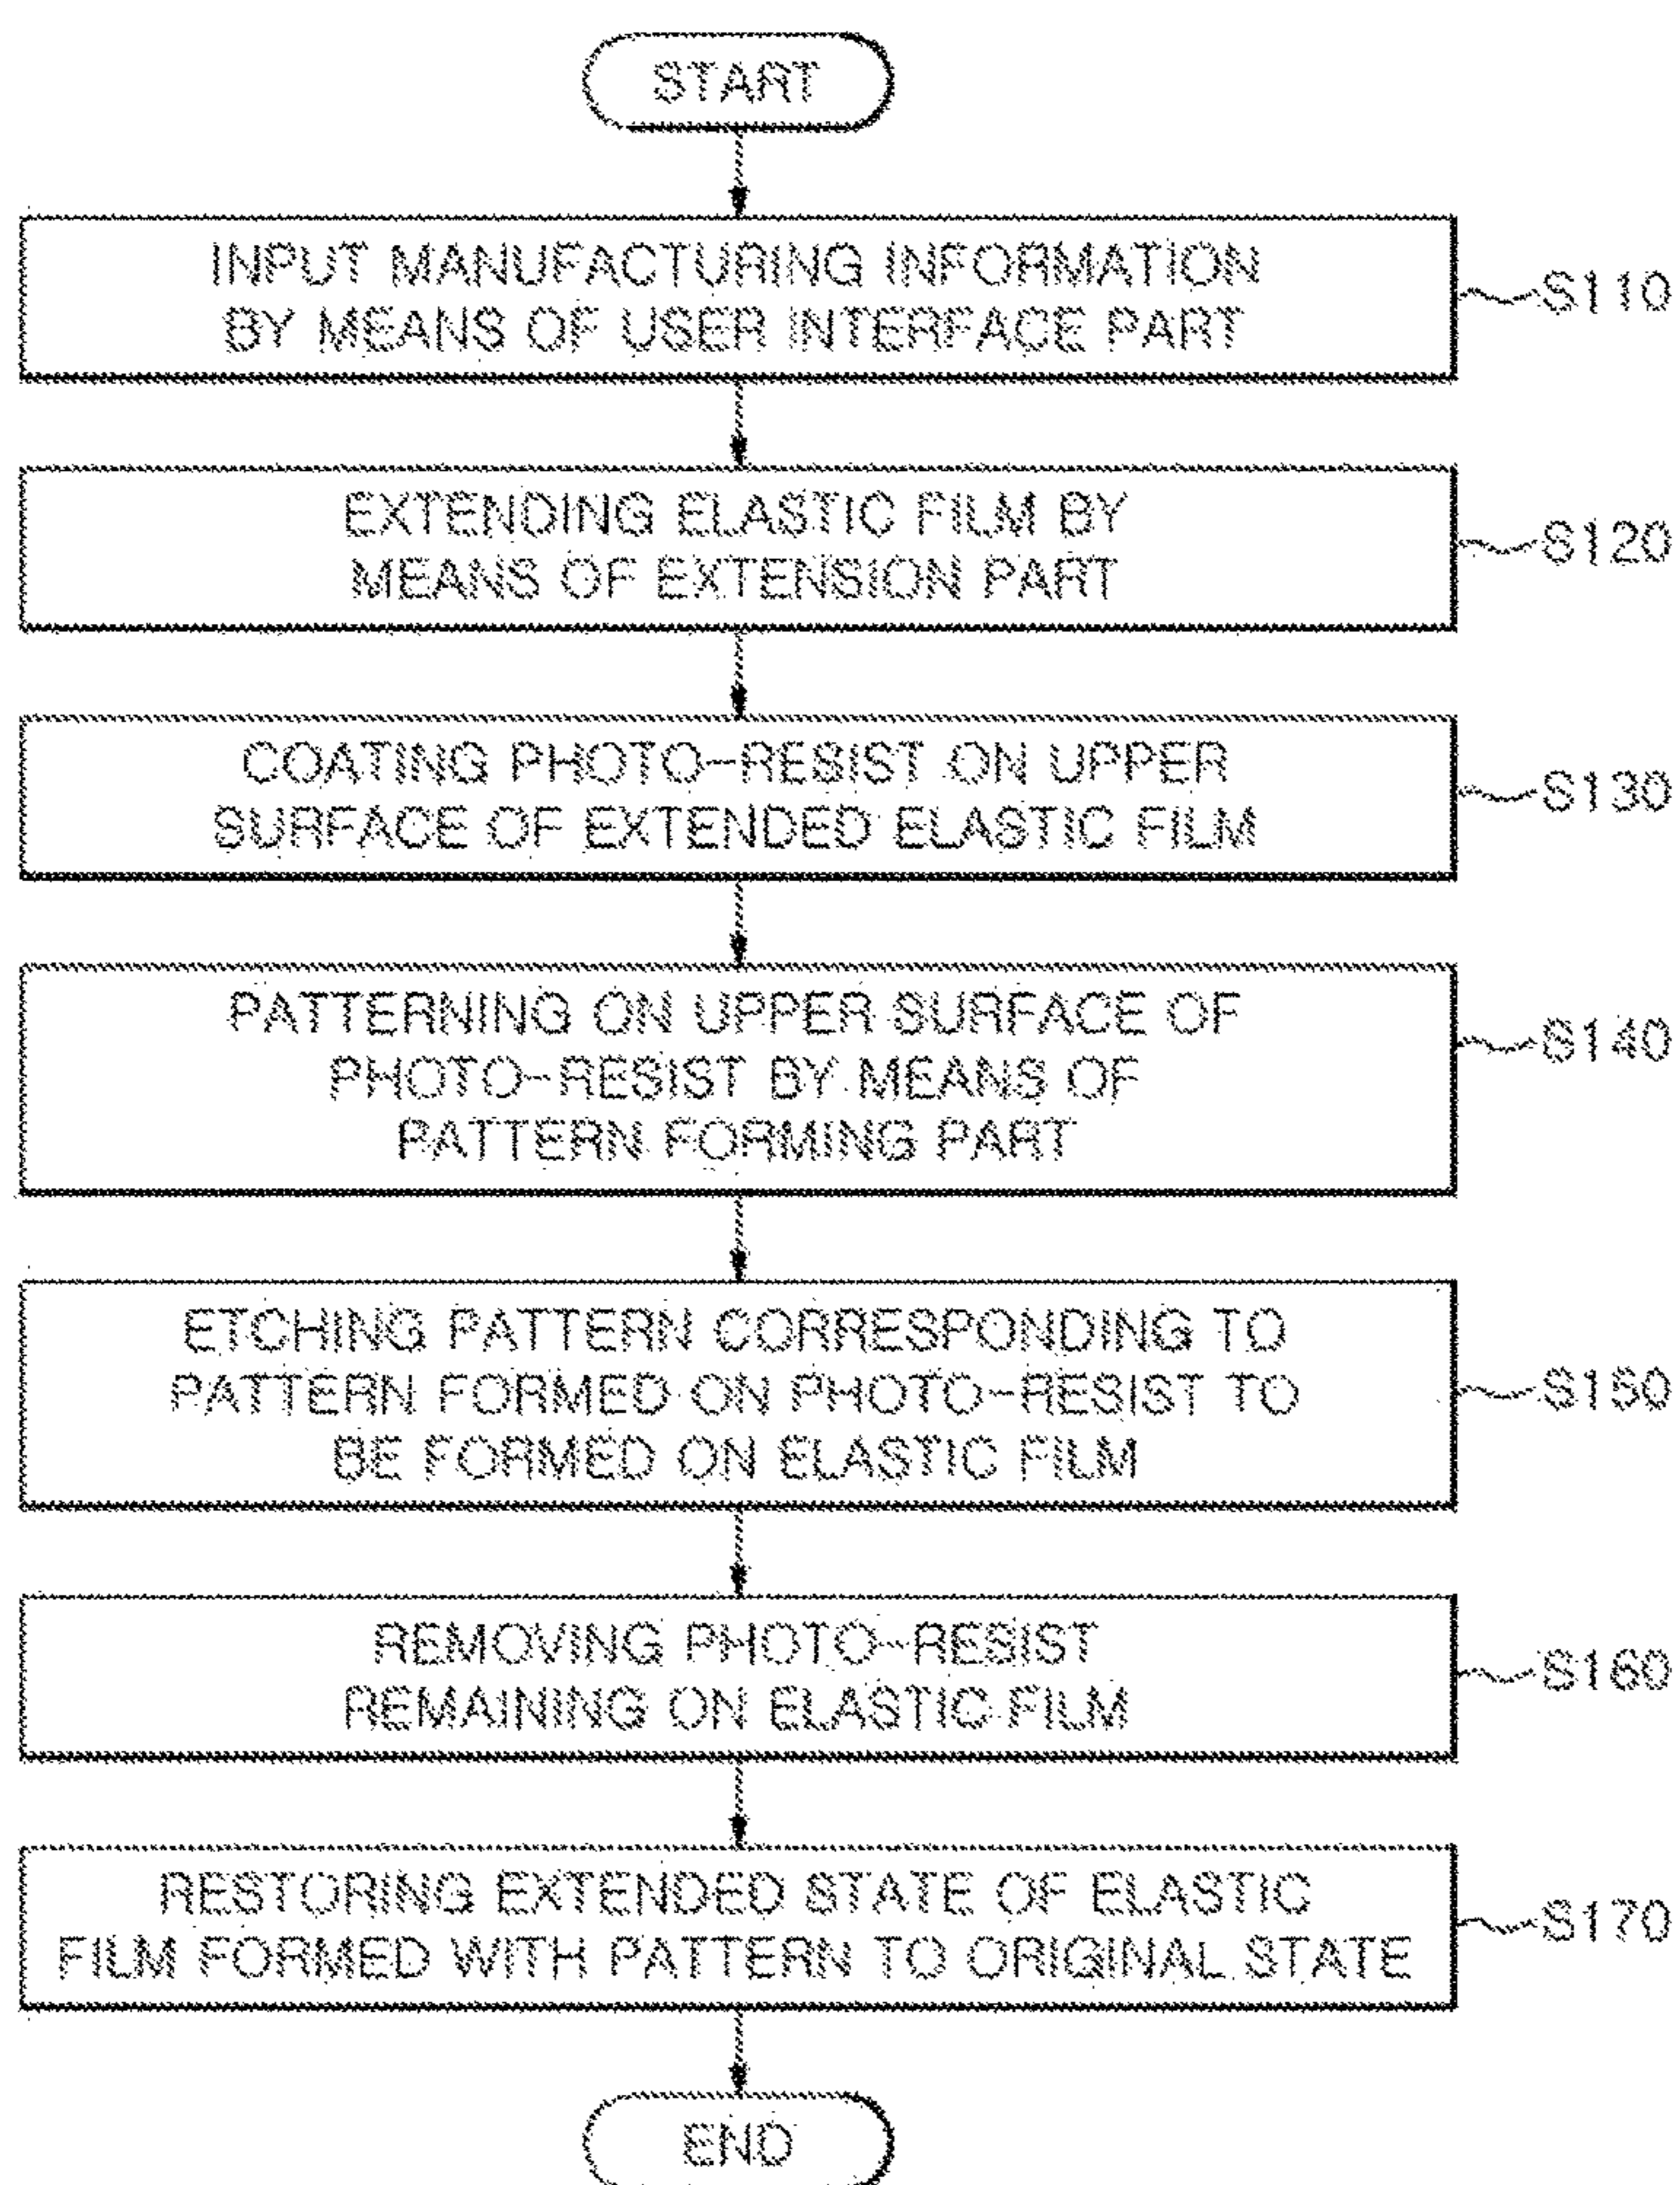 START
INPUT MANUFACTURING INFORMATION
BY MEANS OF USER INTERFACE PART
S110
EXTENDING ELASTIC FILM BY
MEANS OF EXTENSION PART
S120
COATING PHOTO-RESIST ON UPPER
SURFACE OF EXTENDED ELASTIC FILM
S130
PATTERNING ON UPPER SURFACE OF
PHOTO-RESIST BY MEANS OF
PATTERN FORMING PART
S140
ETCHING PATTERN CORRESPONDING TO
PATTERN FORMED ON PHOTO-RESIST TO
BE FORMED ON ELASTIC FILM
S150
REMOVING PHOTO-RESIST
REMAINING ON ELASTIC FILM
S160
RESTORING EXTENDED STATE OF ELASTIC
FILM FORMED WITH PATTERN TO ORIGINAL STATE
S170
END